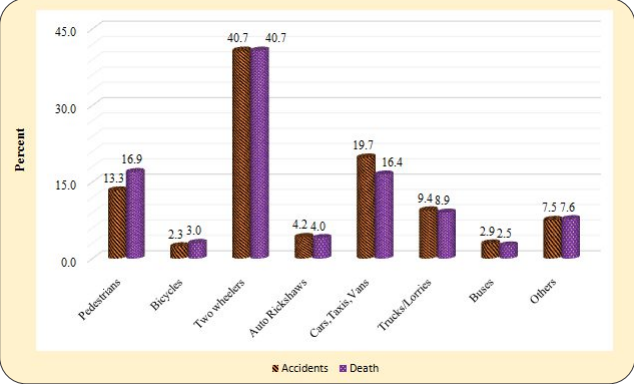 Percent
45.0
30.0
15.0
0.0
13.3 16.9
2.3 3.0
40.7 40.7
4.2 4.0
19.7 16.4
9.4 8.9
2.9 2.5
7.5 7.6
Pedestrians
Bicycles
Two wheelers
Auto Rickshaws
Cars,Taxis,Vans
Trucks/Lorries
Buses
Others
Accidents Death